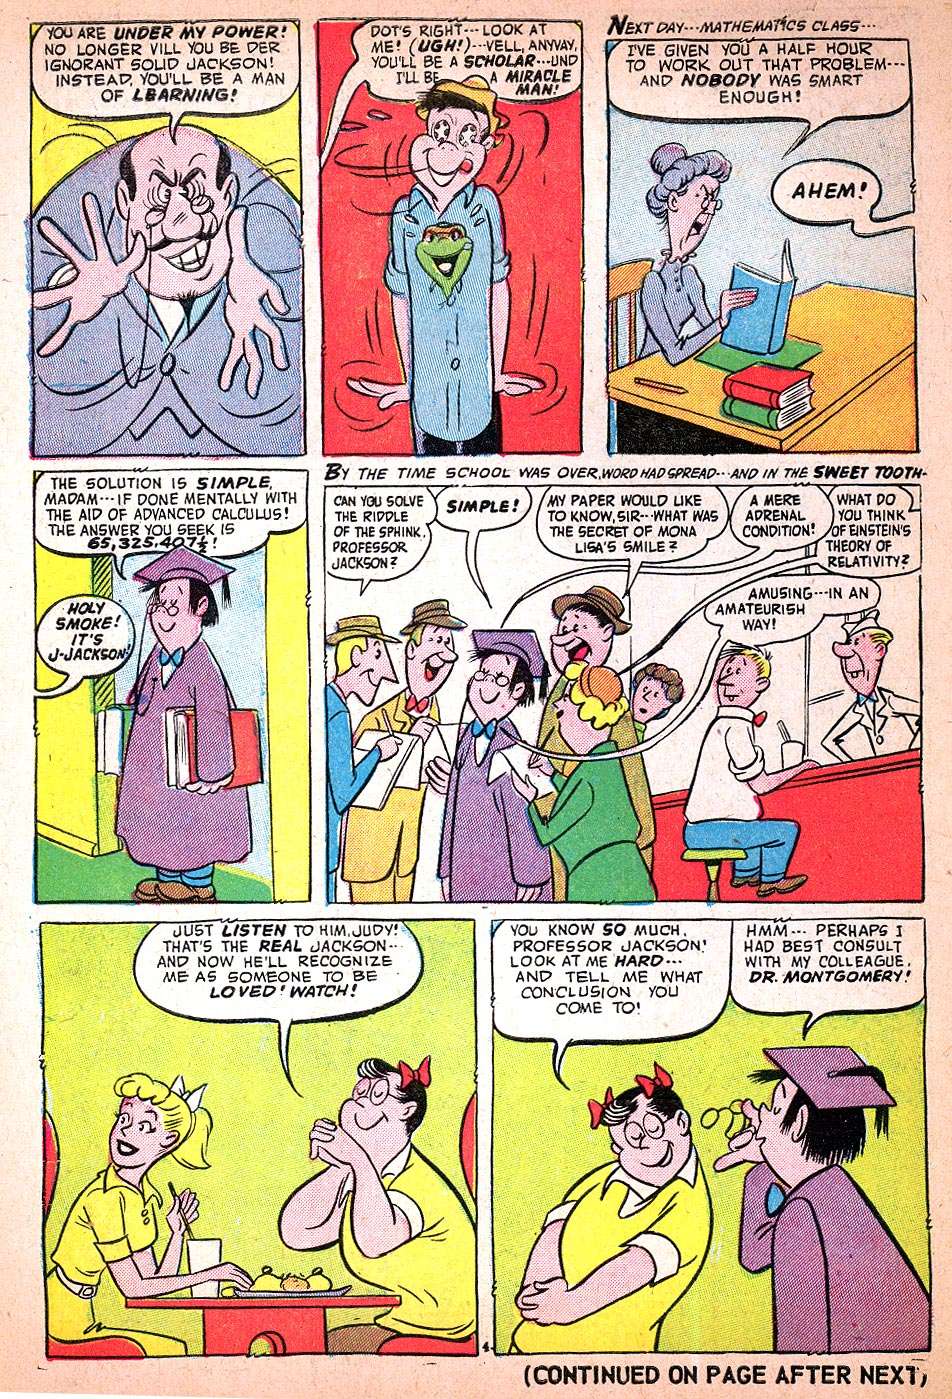 YOU ARE UNDER MY POWER!
NO LONGER VILL YOU BE DER
IGNORANT SOLID JACKSON!
INSTEAD, YOU'LL BE A MAN
OF LEARNING!
DOT'S RIGHT---LOOK AT
ME! (UGH!)---VELL, ANYVAY,
YOU'LL BE A SCHOLAR---UND
I'LL BE A MIRACLE
MAN!
NEXT DAY---MATHEMATICS CLASS---
I'VE GIVEN YOU A HALF HOUR
TO WORK OUT THAT PROBLEM---
AND NOBODY WAS SMART
ENOUGH!
AHEM!
THE SOLUTION IS SIMPLE,
MADAM---IF DONE MENTALLY WITH
THE AID OF ADVANCED CALCULUS!
THE ANSWER YOU SEEK IS
65,325,407½!
HOLY
SMOKE!
IT'S
J-JACKSON!
BY THE TIME SCHOOL WAS OVER, WORD HAD SPREAD---AND IN THE SWEET TOOTH-
CAN YOU SOLVE
THE RIDDLE
OF THE SPHINX,
PROFESSOR
JACKSON?
SIMPLE!
MY PAPER WOULD LIKE
TO KNOW, SIR---WHAT WAS
THE SECRET OF MONA
LISA'S SMILE?
A MERE
ADRENAL
CONDITION!
WHAT DO
YOU THINK
OF EINSTEIN'S
THEORY OF
RELATIVITY?
AMUSING---IN AN
AMATEURISH
WAY!
JUST LISTEN TO HIM, JUDY!
THAT'S THE REAL JACKSON---
AND NOW HE'LL RECOGNIZE
ME AS SOMEONE TO BE
LOVED! WATCH!
YOU KNOW SO MUCH,
PROFESSOR JACKSON!
LOOK AT ME HARD---
AND TELL ME WHAT
CONCLUSION YOU
COME TO!
HMM--- PERHAPS I
HAD BEST CONSULT
WITH MY COLLEAGUE,
DR. MONTGOMERY!
4
(CONTINUED ON PAGE AFTER NEXT)